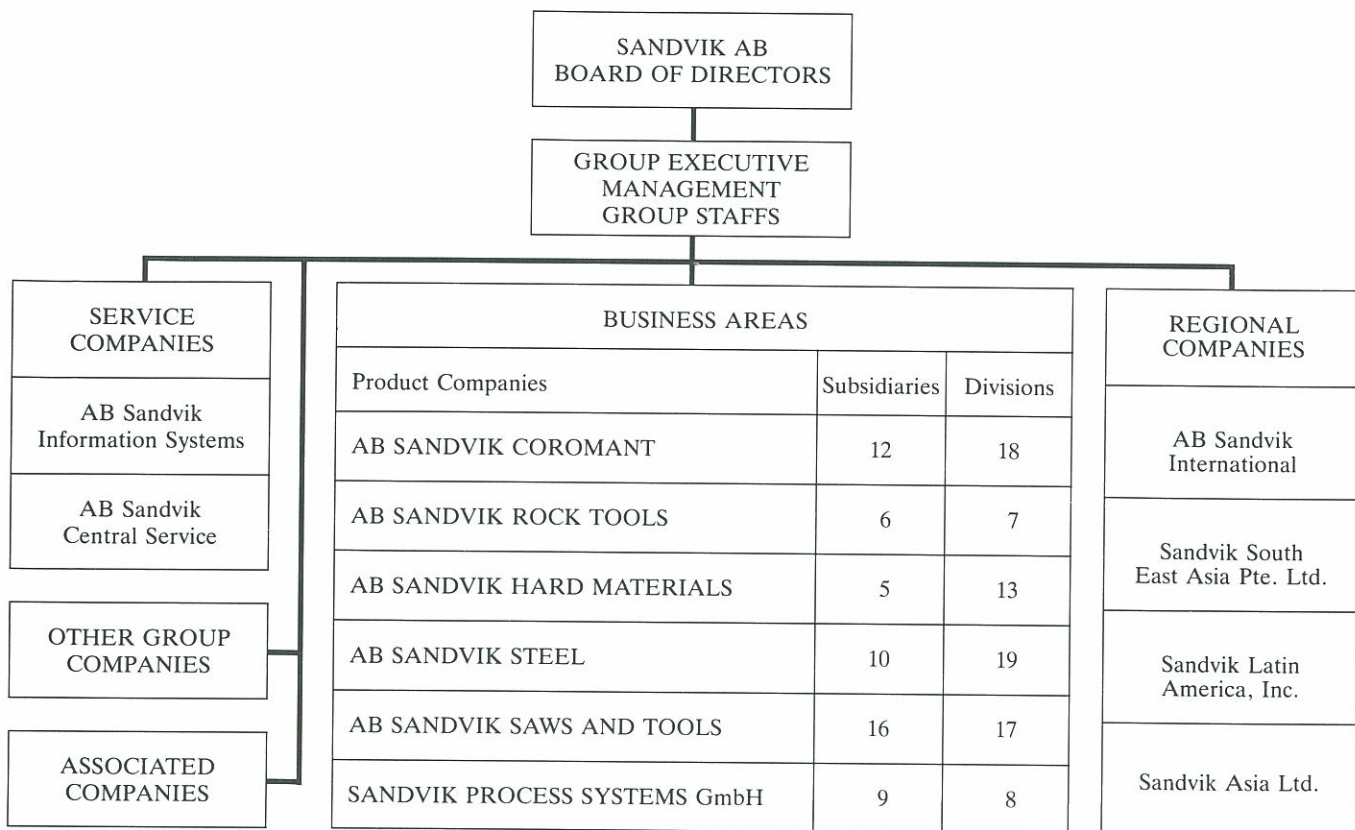 SANDVIK AB
BOARD OF DIRECTORS
GROUP EXECUTIVE
MANAGEMENT
GROUP STAFFS
SERVICE
COMPANIES
AB Sandvik
Information Systems
AB Sandvik
Central Service
OTHER GROUP
COMPANIES
ASSOCIATED
COMPANIES
BUSINESS AREAS
Product Companies Subsidiaries Divisions
AB SANDVIK COROMANT 12 18
AB SANDVIK ROCK TOOLS 6 7
AB SANDVIK HARD MATERIALS 5 13
AB SANDVIK STEEL 10 19
AB SANDVIK SAWS AND TOOLS 16 17
SANDVIK PROCESS SYSTEMS GmbH 9 8
REGIONAL
COMPANIES
AB Sandvik
International
Sandvik South
East Asia Pte. Ltd.
Sandvik Latin
America, Inc.
Sandvik Asia Ltd.